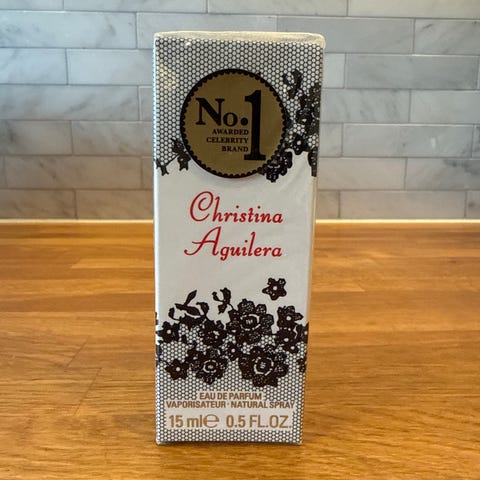 No.1
AWARDED
CELEBRITY
BRAND
Christina
Aguilera
EAU DE PARFUM
VAPORISATEUR · NATURAL SPRAY
15 ml℮ 0.5 FL.OZ.